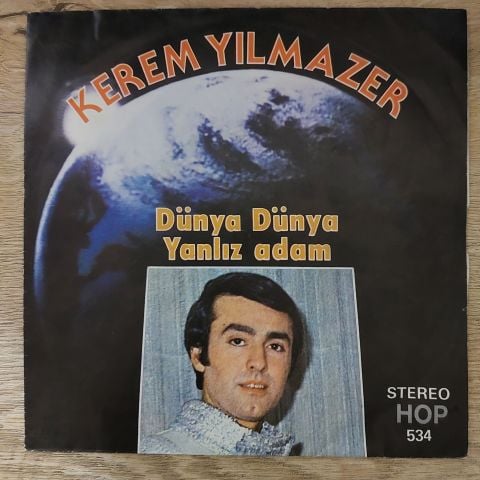 KEREM YILMAZER
Dünya Dünya
Yanlız adam
STEREO
HOP
534